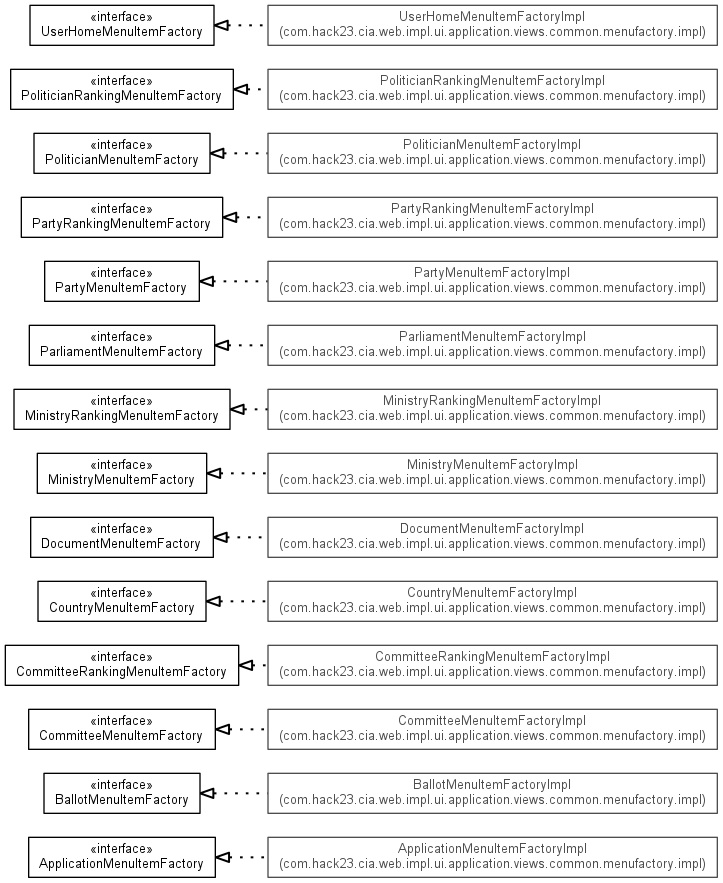 «interface»
UserHomeMenuItemFactory
UserHomeMenuItemFactoryImpl
(com.hack23.cia.web.impl.ui.application.views.common.menufactory.impl)
«interface»
PoliticianRankingMenuItemFactory
PoliticianRankingMenuItemFactoryImpl
(com.hack23.cia.web.impl.ui.application.views.common.menufactory.impl)
«interface»
PoliticianMenuItemFactory
PoliticianMenuItemFactoryImpl
(com.hack23.cia.web.impl.ui.application.views.common.menufactory.impl)
«interface»
PartyRankingMenuItemFactory
PartyRankingMenuItemFactoryImpl
(com.hack23.cia.web.impl.ui.application.views.common.menufactory.impl)
«interface»
PartyMenuItemFactory
PartyMenuItemFactoryImpl
(com.hack23.cia.web.impl.ui.application.views.common.menufactory.impl)
«interface»
ParliamentMenuItemFactory
ParliamentMenuItemFactoryImpl
(com.hack23.cia.web.impl.ui.application.views.common.menufactory.impl)
«interface»
MinistryRankingMenuItemFactory
MinistryRankingMenuItemFactoryImpl
(com.hack23.cia.web.impl.ui.application.views.common.menufactory.impl)
«interface»
MinistryMenuItemFactory
MinistryMenuItemFactoryImpl
(com.hack23.cia.web.impl.ui.application.views.common.menufactory.impl)
«interface»
DocumentMenuItemFactory
DocumentMenuItemFactoryImpl
(com.hack23.cia.web.impl.ui.application.views.common.menufactory.impl)
«interface»
CountryMenuItemFactory
CountryMenuItemFactoryImpl
(com.hack23.cia.web.impl.ui.application.views.common.menufactory.impl)
«interface»
CommitteeRankingMenuItemFactory
CommitteeRankingMenuItemFactoryImpl
(com.hack23.cia.web.impl.ui.application.views.common.menufactory.impl)
«interface»
CommitteeMenuItemFactory
CommitteeMenuItemFactoryImpl
(com.hack23.cia.web.impl.ui.application.views.common.menufactory.impl)
«interface»
BallotMenuItemFactory
BallotMenuItemFactoryImpl
(com.hack23.cia.web.impl.ui.application.views.common.menufactory.impl)
«interface»
ApplicationMenuItemFactory
ApplicationMenuItemFactoryImpl
(com.hack23.cia.web.impl.ui.application.views.common.menufactory.impl)